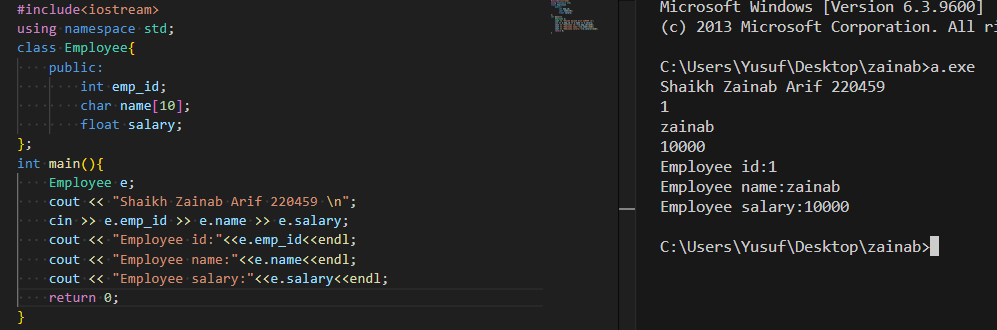 #include<iostream>
using namespace std;
class Employee{
    public:
        int emp_id;
        char name[10];
        float salary;
};
int main(){
    Employee e;
    cout << "Shaikh Zainab Arif 220459 \n";
    cin >> e.emp_id >> e.name >> e.salary;
    cout << "Employee id:"<<e.emp_id<<endl;
    cout << "Employee name:"<<e.name<<endl;
    cout << "Employee salary:"<<e.salary<<endl;
    return 0;
}
Microsoft Windows [Version 6.3.9600]
(c) 2013 Microsoft Corporation. All
C:\Users\Yusuf\Desktop\zainab>a.exe
Shaikh Zainab Arif 220459
1
zainab
10000
Employee id:1
Employee name:zainab
Employee salary:10000
C:\Users\Yusuf\Desktop\zainab>